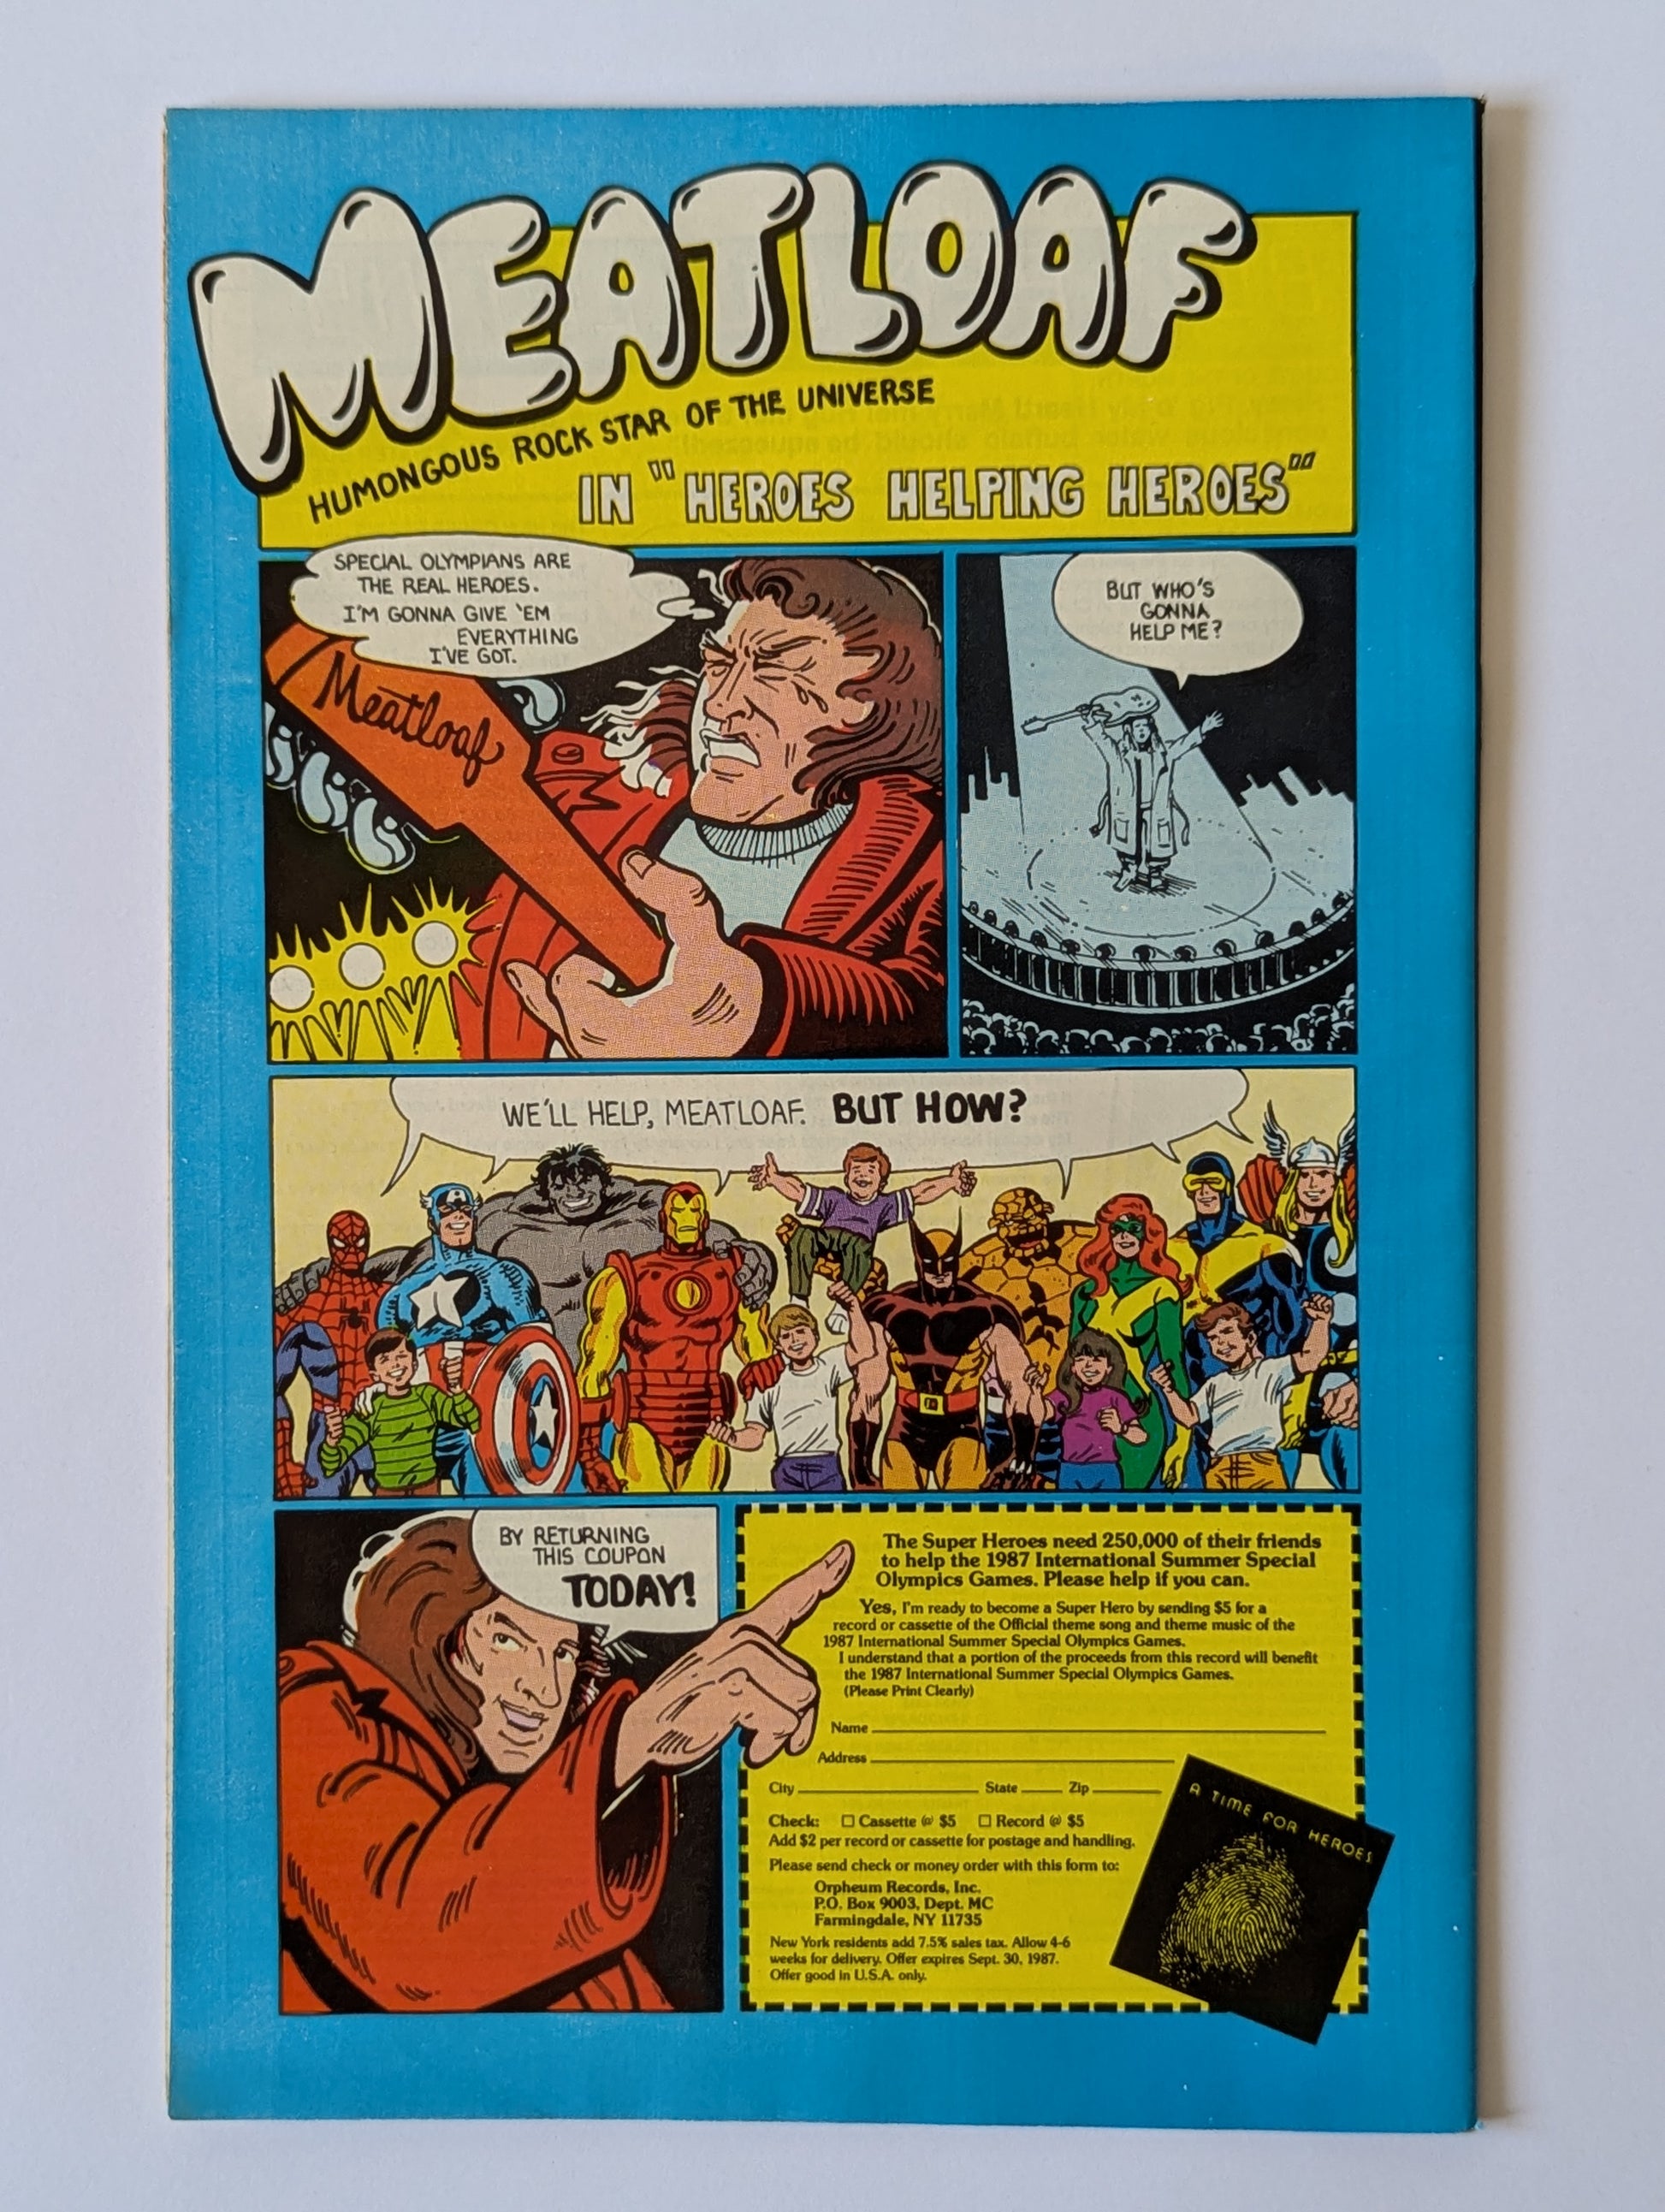 MEATLOAF
HUMONGOUS ROCK STAR OF THE UNIVERSE
IN "HEROES HELPING HEROES"
SPECIAL OLYMPIANS ARE
THE REAL HEROES.
I'M GONNA GIVE 'EM
EVERYTHING
I'VE GOT.
Meatloaf
BUT WHO'S
GONNA
HELP ME?
WE'LL HELP, MEATLOAF. BUT HOW?
BY RETURNING
THIS COUPON
TODAY!
The Super Heroes need 250,000 of their friends
to help the 1987 International Summer Special
Olympics Games. Please help if you can.
Yes, I'm ready to become a Super Hero by sending $5 for a
record or cassette of the Official theme song and theme music of the
1987 International Summer Special Olympics Games.
I understand that a portion of the proceeds from this record will benefit
the 1987 International Summer Special Olympics Games.
(Please Print Clearly)
Name
Address
City State Zip
Check: ☐ Cassette @ $5 ☐ Record @ $5
Add $2 per record or cassette for postage and handling.
Please send check or money order with this form to:
Orpheum Records, Inc.
P.O. Box 9003, Dept. MC
Farmingdale, NY 11735
New York residents add 7.5% sales tax. Allow 4-6
weeks for delivery. Offer expires Sept. 30, 1987.
Offer good in U.S.A. only.
A TIME FOR HEROES